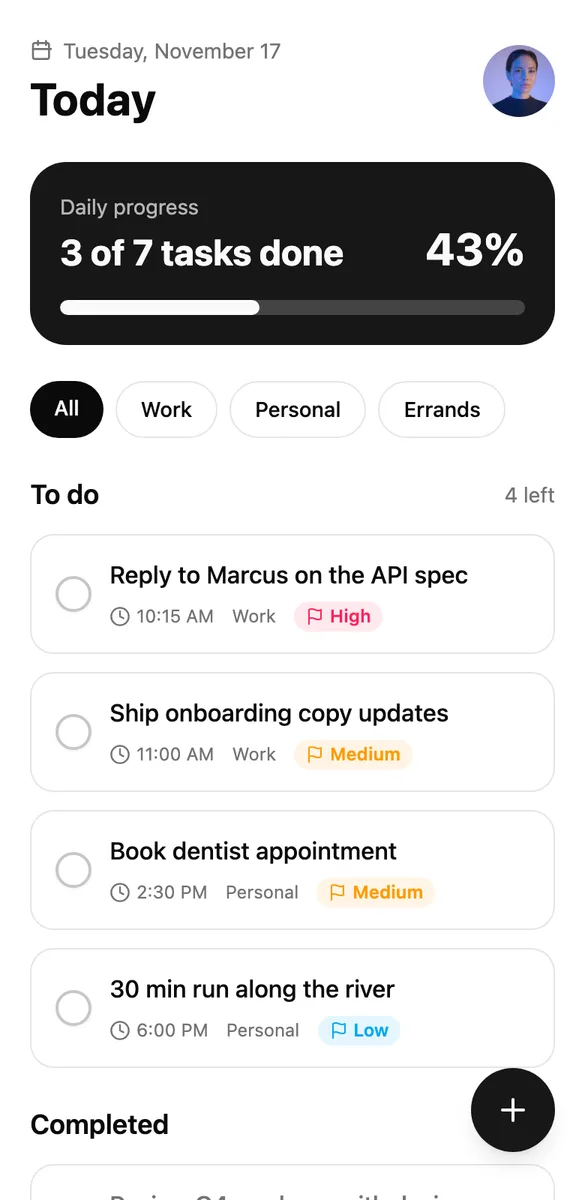 Tuesday, November 17
Today
Daily progress
3 of 7 tasks done
43%
All
Work
Personal
Errands
To do
4 left
Reply to Marcus on the API spec
10:15 AM Work High
Ship onboarding copy updates
11:00 AM Work Medium
Book dentist appointment
2:30 PM Personal Medium
30 min run along the river
6:00 PM Personal Low
Completed